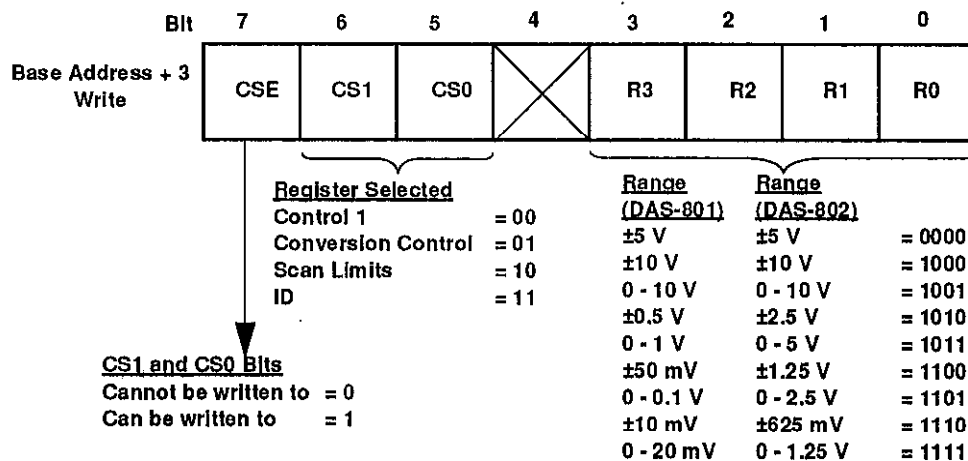 Bit 7 6 5 4 3 2 1 0
Base Address + 3
Write
CSE CS1 CS0 R3 R2 R1 R0
Register Selected
Control 1 = 00
Conversion Control = 01
Scan Limits = 10
ID = 11
CS1 and CS0 Bits
Cannot be written to = 0
Can be written to = 1
Range Range
(DAS-801) (DAS-802)
±5 V ±5 V = 0000
±10 V ±10 V = 1000
0 - 10 V 0 - 10 V = 1001
±0.5 V ±2.5 V = 1010
0 - 1 V 0 - 5 V = 1011
±50 mV ±1.25 V = 1100
0 - 0.1 V 0 - 2.5 V = 1101
±10 mV ±625 mV = 1110
0 - 20 mV 0 - 1.25 V = 1111